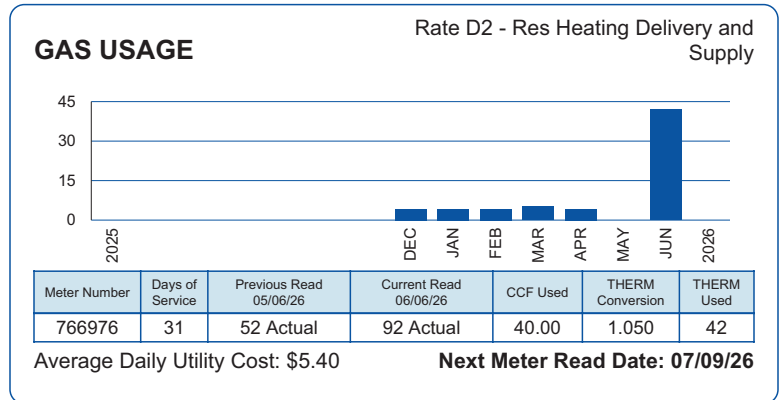 GAS USAGE
Rate D2 - Res Heating Delivery and
Supply
45
30
15
0
2025
DEC
JAN
FEB
MAR
APR
MAY
JUN
2026
Meter Number
Days of
Service
Previous Read
05/06/26
Current Read
06/06/26
CCF Used
THERM
Conversion
THERM
Used
766976
31
52 Actual
92 Actual
40.00
1.050
42
Average Daily Utility Cost: $5.40
Next Meter Read Date: 07/09/26